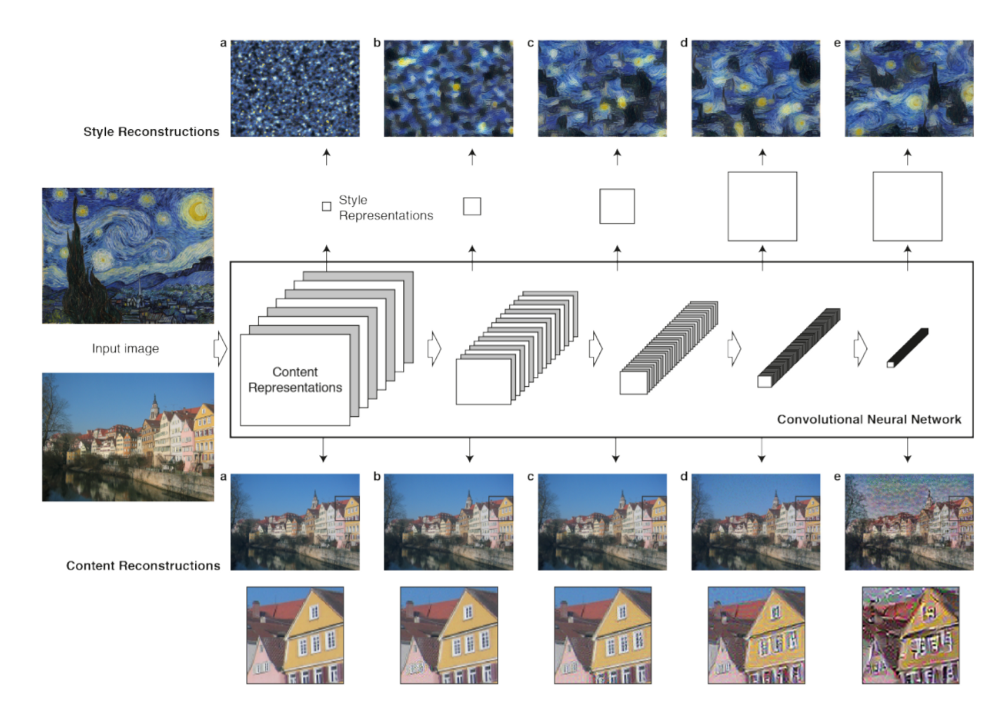 a b c d e
Style Reconstructions
Style
Representations
Input image
Content
Representations
Convolutional Neural Network
a b c d e
Content Reconstructions